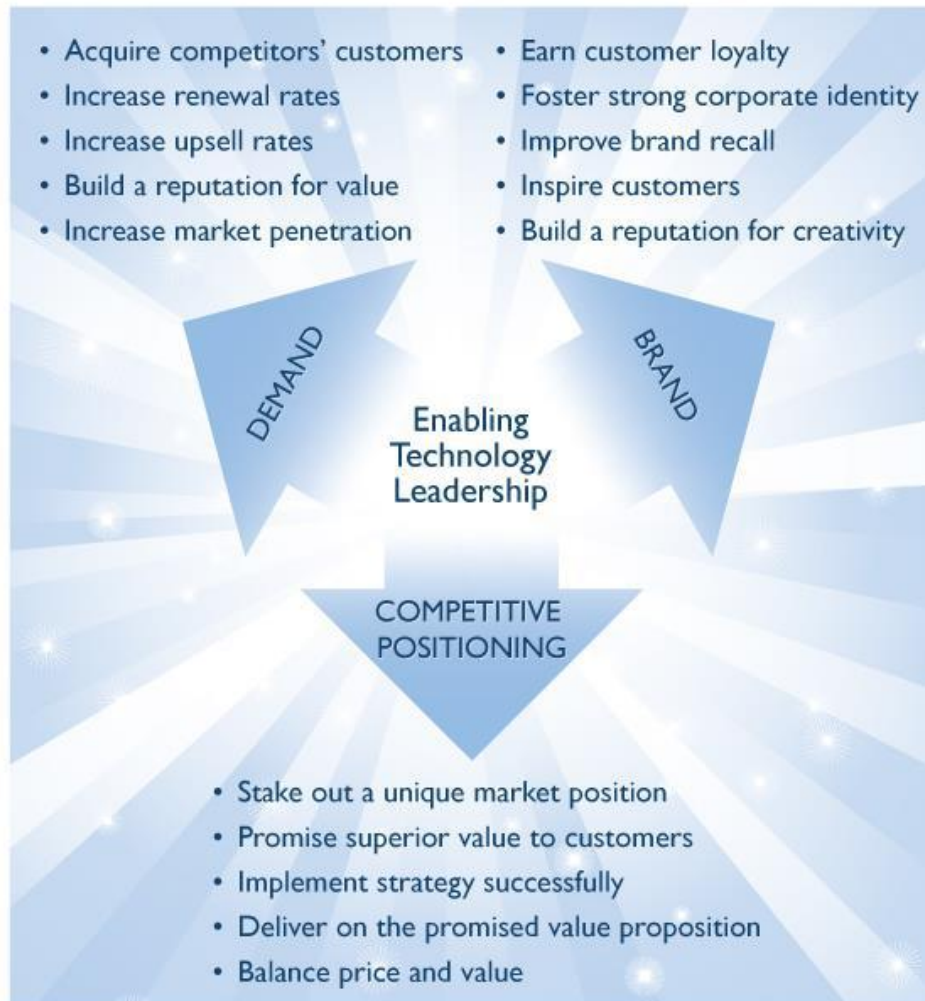 • Acquire competitors’ customers
• Increase renewal rates
• Increase upsell rates
• Build a reputation for value
• Increase market penetration
• Earn customer loyalty
• Foster strong corporate identity
• Improve brand recall
• Inspire customers
• Build a reputation for creativity
DEMAND
BRAND
Enabling
Technology
Leadership
COMPETITIVE
POSITIONING
• Stake out a unique market position
• Promise superior value to customers
• Implement strategy successfully
• Deliver on the promised value proposition
• Balance price and value